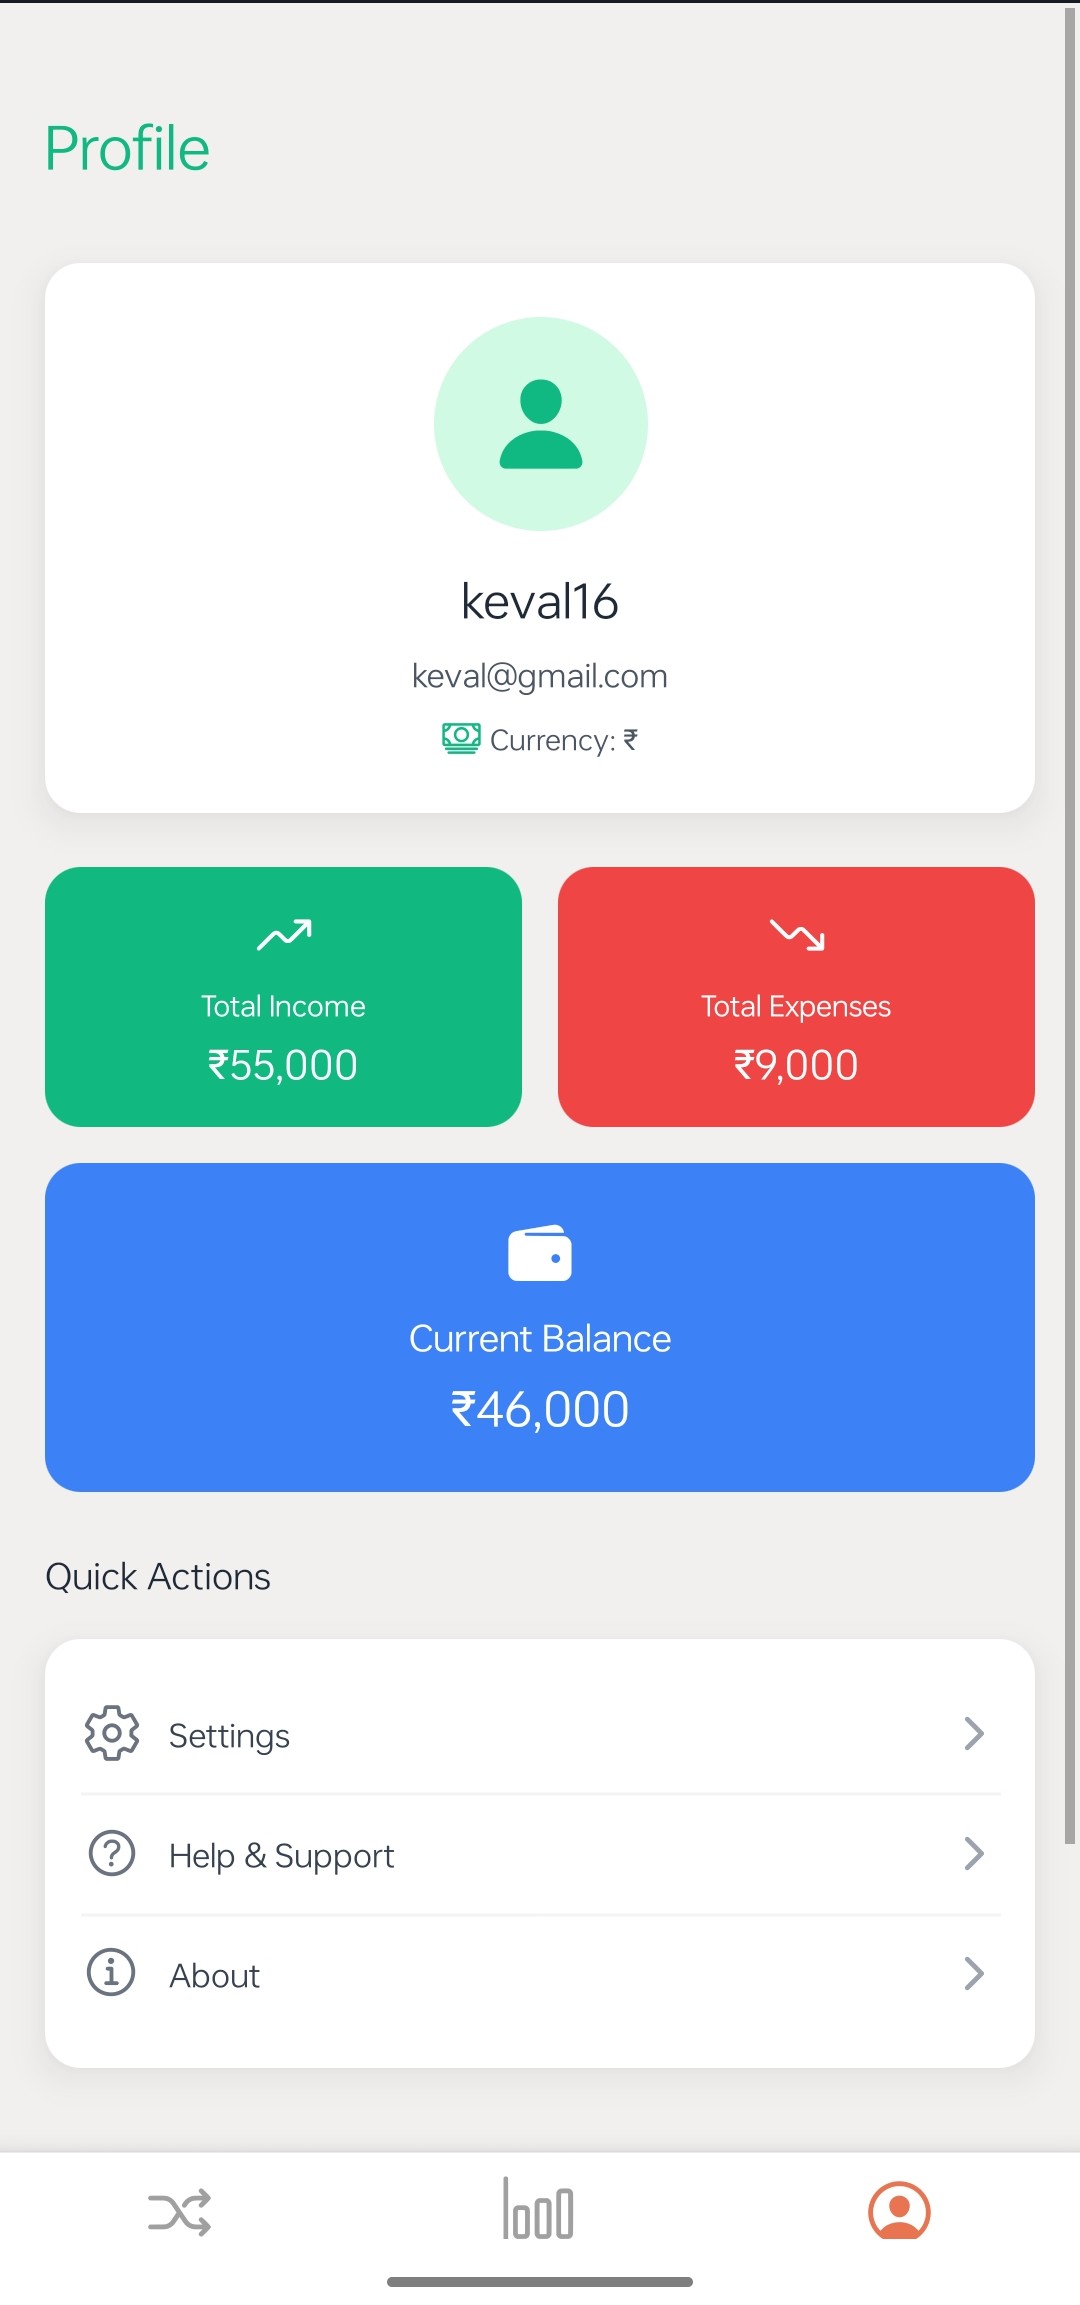 Profile
keval16
keval@gmail.com
Currency: ₹
Total Income
₹55,000
Total Expenses
₹9,000
Current Balance
₹46,000
Quick Actions
Settings
Help & Support
About